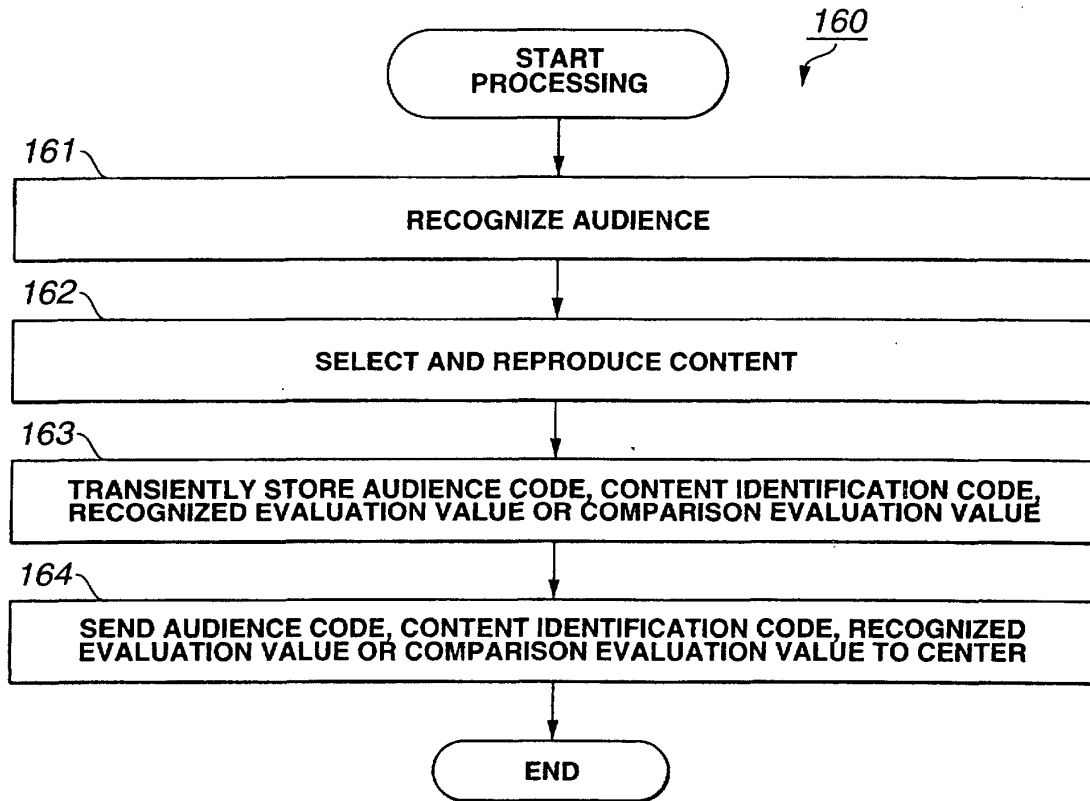 160
START
PROCESSING
161
RECOGNIZE AUDIENCE
162
SELECT AND REPRODUCE CONTENT
163
TRANSIENTLY STORE AUDIENCE CODE, CONTENT IDENTIFICATION CODE,
RECOGNIZED EVALUATION VALUE OR COMPARISON EVALUATION VALUE
164
SEND AUDIENCE CODE, CONTENT IDENTIFICATION CODE, RECOGNIZED
EVALUATION VALUE OR COMPARISON EVALUATION VALUE TO CENTER
END